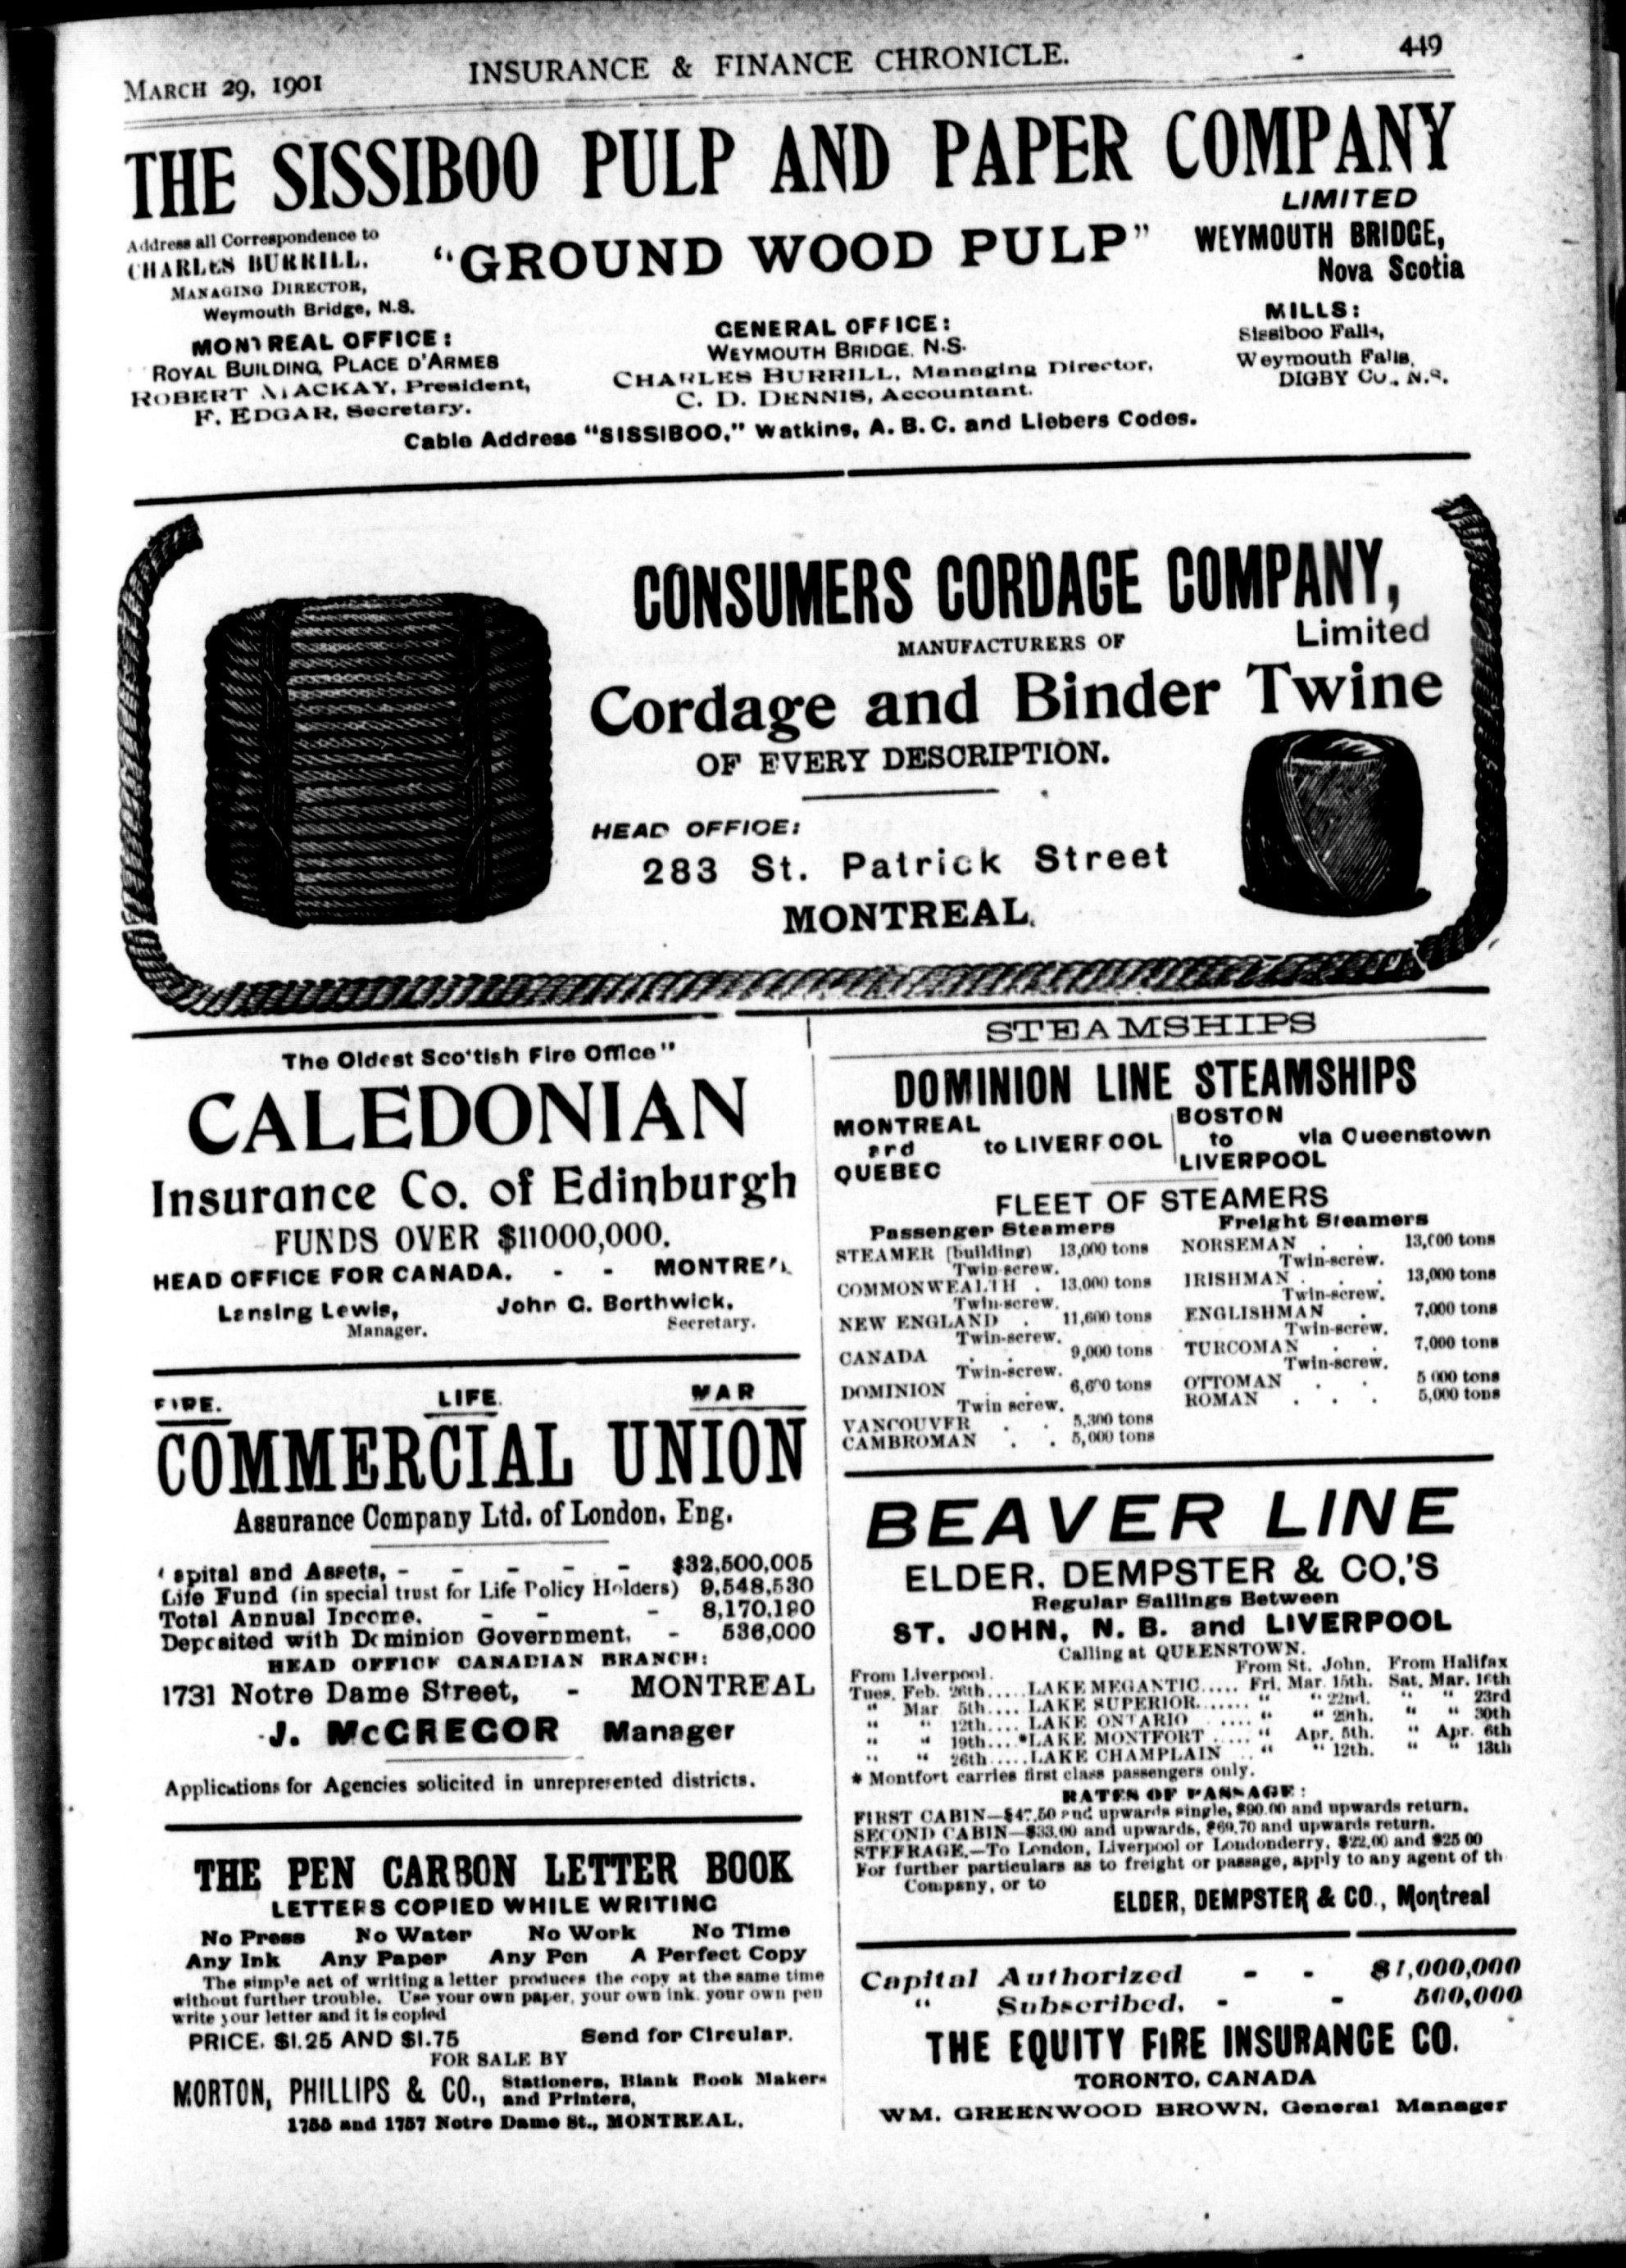 MARCH 29, 1901
INSURANCE & FINANCE CHRONICLE.
449
THE SISSIBOO PULP AND PAPER COMPANY
LIMITED
Address all Correspondence to
CHARLES BURRILL.
MANAGING DIRECTOR,
Weymouth Bridge, N.S.
"GROUND WOOD PULP"
WEYMOUTH BRIDGE,
Nova Scotia
MONTREAL OFFICE:
ROYAL BUILDING, PLACE D'ARMES
ROBERT MACKAY, President,
F. EDGAR, Secretary.
GENERAL OFFICE:
WEYMOUTH BRIDGE. N.S.
CHARLES BURRILL, Managing Director,
C. D. DENNIS, Accountant.
MILLS:
Sissiboo Falls,
Weymouth Falls,
DIGBY CO., N.S.
Cable Address "SISSIBOO," Watkins, A. B. C. and Liebers Codes.
CONSUMERS CORDAGE COMPANY,
Limited
MANUFACTURERS OF
Cordage and Binder Twine
OF EVERY DESCRIPTION.
HEAD OFFICE:
283 St. Patrick Street
MONTREAL.
The Oldest Scottish Fire Office"
CALEDONIAN
Insurance Co. of Edinburgh
FUNDS OVER $11000,000.
HEAD OFFICE FOR CANADA. - - MONTREAL
Lansing Lewis,
Manager.
John G. Borthwick,
Secretary.
FIRE. LIFE. MAR
COMMERCIAL UNION
Assurance Company Ltd. of London, Eng.
Capital and Assets, - - - - - $32,500,005
Life Fund (in special trust for Life Policy Holders) 9,548,530
Total Annual Income, - - - 8,170,190
Deposited with Dominion Government, - 536,000
HEAD OFFICE CANADIAN BRANCH:
1731 Notre Dame Street, - MONTREAL
J. McGREGOR Manager
Applications for Agencies solicited in unrepresented districts.
THE PEN CARBON LETTER BOOK
LETTERS COPIED WHILE WRITING
No Press No Water No Work No Time
Any Ink Any Paper Any Pen A Perfect Copy
The simple act of writing a letter produces the copy at the same time
without further trouble. Use your own paper, your own ink. your own pen
write your letter and it is copied
PRICE. $1.25 AND $1.75 Send for Circular.
FOR SALE BY
MORTON, PHILLIPS & CO., Stationers, Blank Book Makers
and Printers,
1755 and 1757 Notre Dame St., MONTREAL.
STEAMSHIPS
DOMINION LINE STEAMSHIPS
MONTREAL
and
QUEBEC
to LIVERPOOL
BOSTON
to
LIVERPOOL
via Queenstown
FLEET OF STEAMERS
Passenger Steamers
STEAMER (building) 13,000 tons
Twin-screw.
COMMONWEALTH . 13,000 tons
Twin-screw.
NEW ENGLAND . 11,600 tons
Twin-screw.
CANADA . . 9,000 tons
Twin-screw.
DOMINION . . 6,600 tons
Twin screw.
VANCOUVER . . 5,300 tons
CAMBROMAN . . 5,000 tons
Freight Steamers
NORSEMAN . . 13,000 tons
Twin-screw.
IRISHMAN . . . 13,000 tons
Twin-screw.
ENGLISHMAN . 7,000 tons
Twin-screw.
TURCOMAN . . 7,000 tons
Twin-screw.
OTTOMAN . . 5 000 tons
ROMAN . . . 5,000 tons
BEAVER LINE
ELDER, DEMPSTER & CO,'S
Regular Sailings Between
ST. JOHN, N. B. and LIVERPOOL
Calling at QUEENSTOWN.
From Liverpool. From St. John. From Halifax
Tues. Feb. 26th.....LAKE MEGANTIC..... Fri. Mar. 15th. Sat. Mar. 16th
" Mar 5th.... LAKE SUPERIOR....... " " 22nd. " " 23rd
" " 12th.... LAKE ONTARIO .... " " 29th. " " 30th
" " 19th...*LAKE MONTFORT ..... " Apr. 5th. " Apr. 6th
" " 26th.....LAKE CHAMPLAIN .. " " 12th. " " 13th
* Montfort carries first class passengers only.
RATES OF PASSAGE:
FIRST CABIN—$47.50 and upwards single, $90.00 and upwards return.
SECOND CABIN—$33.00 and upwards, $60.70 and upwards return.
STEERAGE.—To London, Liverpool or Londonderry, $22.00 and $25 00
For further particulars as to freight or passage, apply to any agent of th
Company, or to
ELDER, DEMPSTER & CO., Montreal
Capital Authorized - - $1,000,000
" Subscribed, - - 500,000
THE EQUITY FIRE INSURANCE CO.
TORONTO, CANADA
WM. GREENWOOD BROWN, General Manager